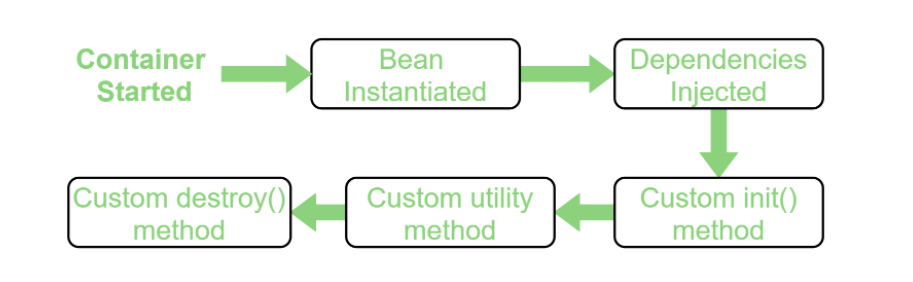 Container
Started
Bean
Instantiated
Dependencies
Injected
Custom init()
method
Custom utility
method
Custom destroy()
method